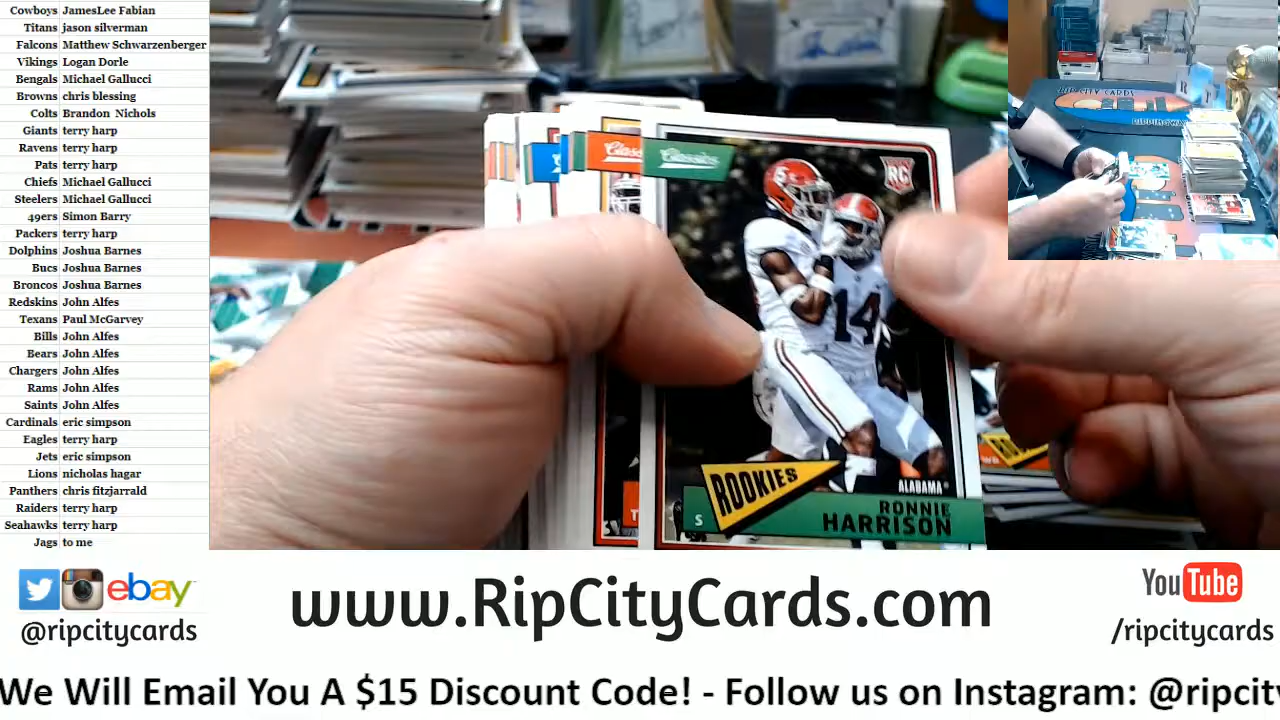 Cowboys JamesLee Fabian
Titans jason silverman
Falcons Matthew Schwarzenberger
Vikings Logan Dorle
Bengals Michael Gallucci
Browns chris blessing
Colts Brandon Nichols
Giants terry harp
Ravens terry harp
Pats terry harp
Chiefs Michael Gallucci
Steelers Michael Gallucci
49ers Simon Barry
Packers terry harp
Dolphins Joshua Barnes
Bucs Joshua Barnes
Broncos Joshua Barnes
Redskins John Alfes
Texans Paul McGarvey
Bills John Alfes
Bears John Alfes
Chargers John Alfes
Rams John Alfes
Saints John Alfes
Cardinals eric simpson
Eagles terry harp
Jets eric simpson
Lions nicholas hagar
Panthers chris fitzjarrald
Raiders terry harp
Seahawks terry harp
Jags to me
Class
Classics
RC
14
ROOKIES
ALABAMA
S
RONNIE
HARRISON
T
RIP CITY CARDS
ebay
@ripcitycards
www.RipCityCards.com
YouTube
/ripcitycards
We Will Email You A $15 Discount Code! - Follow us on Instagram: @ripcity